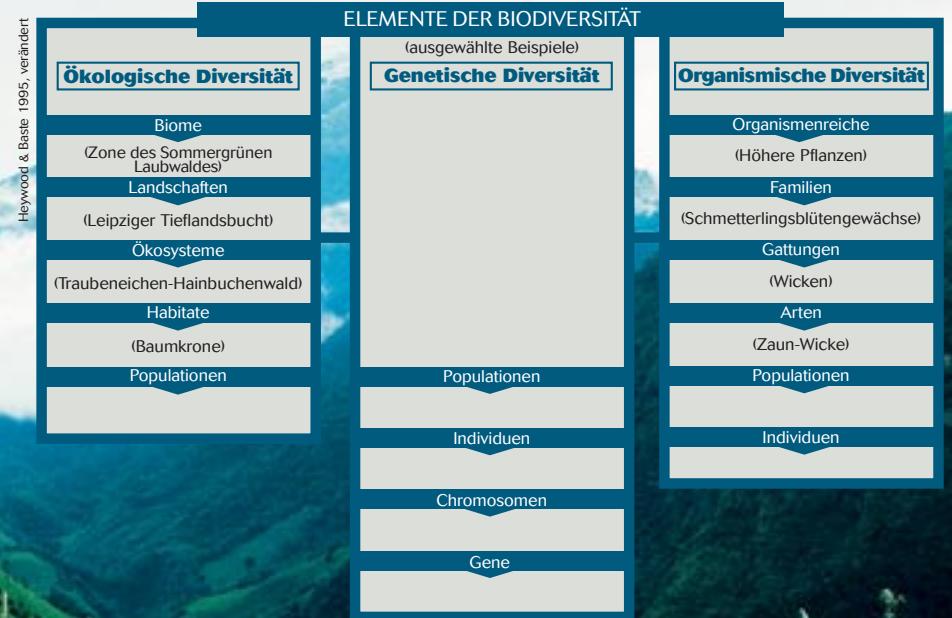 ELEMENTE DER BIODIVERSITÄT
(ausgewählte Beispiele)
Heywood & Baste 1995, verändert
Ökologische Diversität
Biome
(Zone des Sommergrünen
Laubwaldes)
Landschaften
(Leipziger Tieflandsbucht)
Ökosysteme
(Traubeneichen-Hainbuchenwald)
Habitate
(Baumkrone)
Populationen
Genetische Diversität
Populationen
Individuen
Chromosomen
Gene
Organismische Diversität
Organismenreiche
(Höhere Pflanzen)
Familien
(Schmetterlingsblütengewächse)
Gattungen
(Wicken)
Arten
(Zaun-Wicke)
Populationen
Individuen